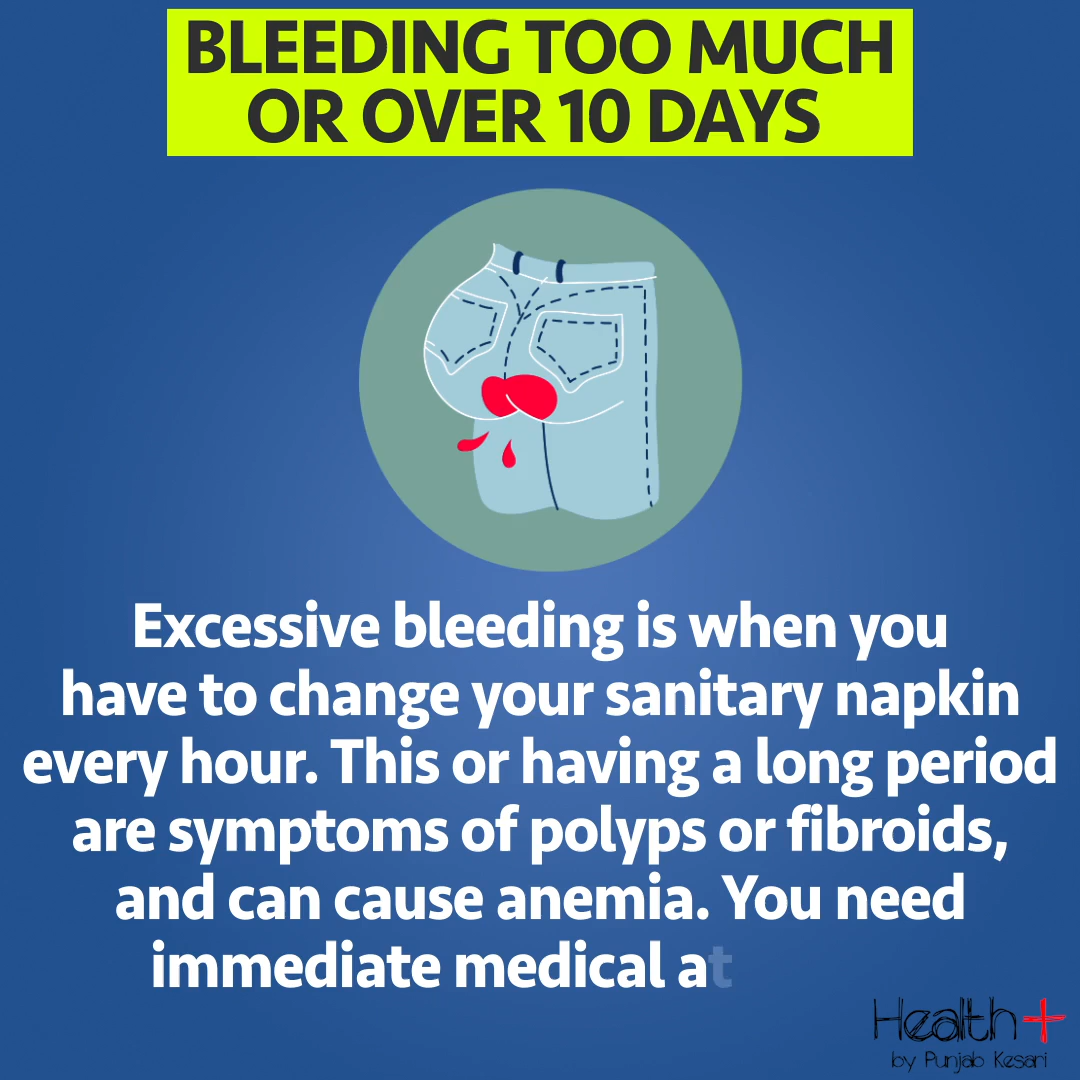 BLEEDING TOO MUCH
OR OVER 10 DAYS
Excessive bleeding is when you
have to change your sanitary napkin
every hour. This or having a long period
are symptoms of polyps or fibroids,
and can cause anemia. You need
immediate medical at
Health+
by Punjab Kesari